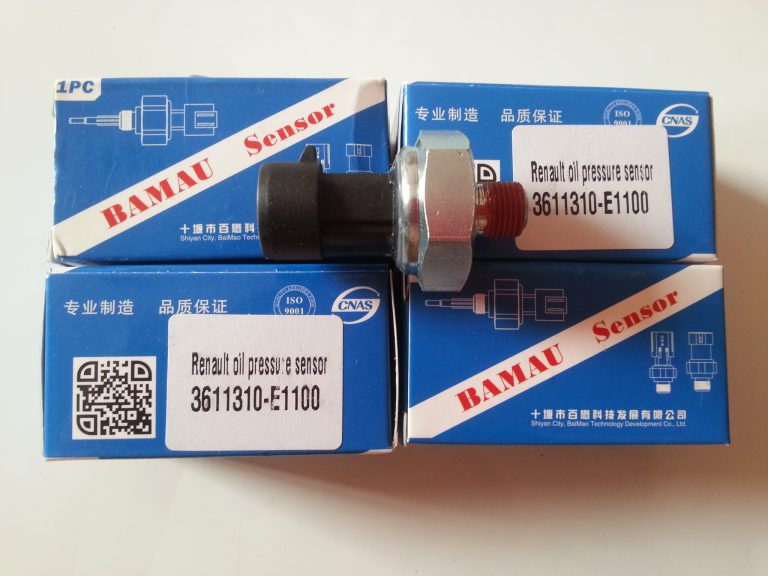 1PC
BAMAU Sensor
十堰市百懋科技
Shiyan City, BaiMao Techno
专业制造 品质保证
ISO
9001
CNAS
Renault oil pressure sensor
3611310-E1100
专业制造 品质保证
ISO
9001
CNAS
Renault oil pressure sensor
3611310-E1100
BAMAU Sensor
十堰市百懋科技发展有限公司
Shiyan City, BaiMao Technology Development Co., Ltd.